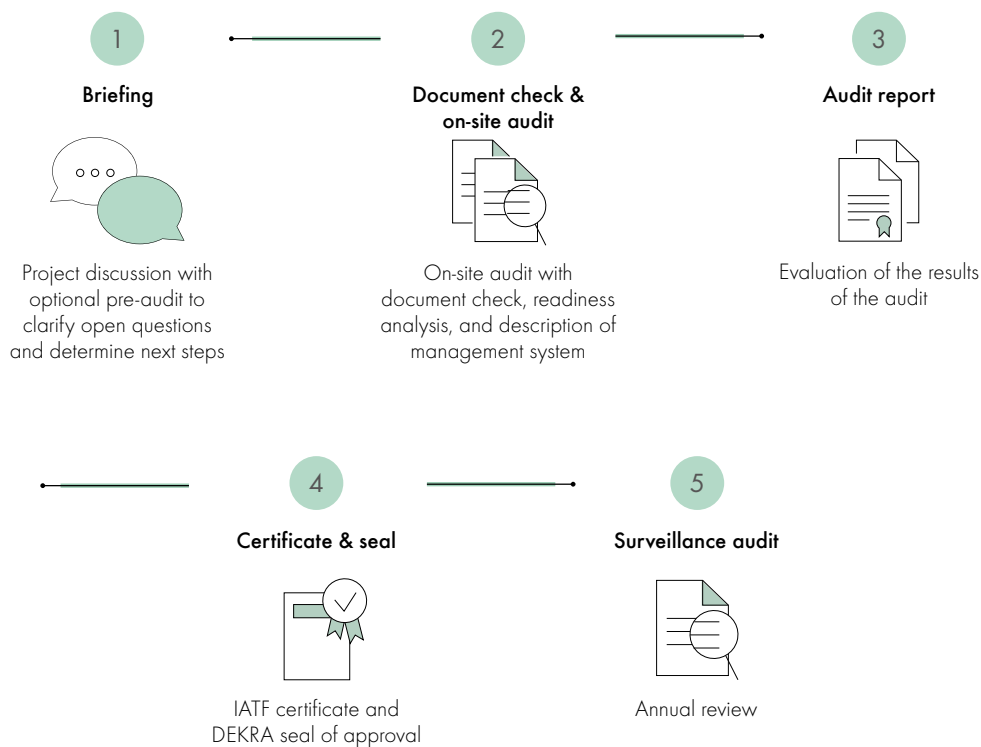 1
Briefing
Project discussion with
optional pre-audit to
clarify open questions
and determine next steps
2
Document check &
on-site audit
On-site audit with
document check, readiness
analysis, and description of
management system
3
Audit report
Evaluation of the results
of the audit
4
Certificate & seal
IATF certificate and
DEKRA seal of approval
5
Surveillance audit
Annual review